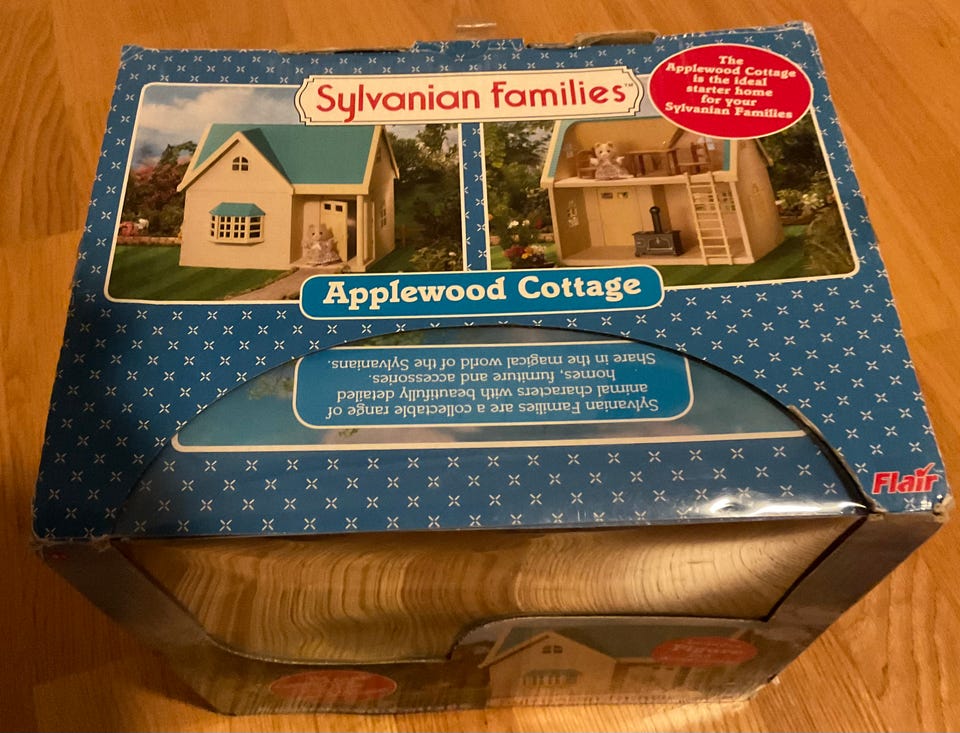 Sylvanian Families™
The
Applewood Cottage
is the ideal
starter home
for your
Sylvanian Families
Applewood Cottage
Sylvanian Families are a collectable range of
animal characters with beautifully detailed
homes, furniture and accessories.
Share in the magical world of the Sylvanians.
Flair
Figure